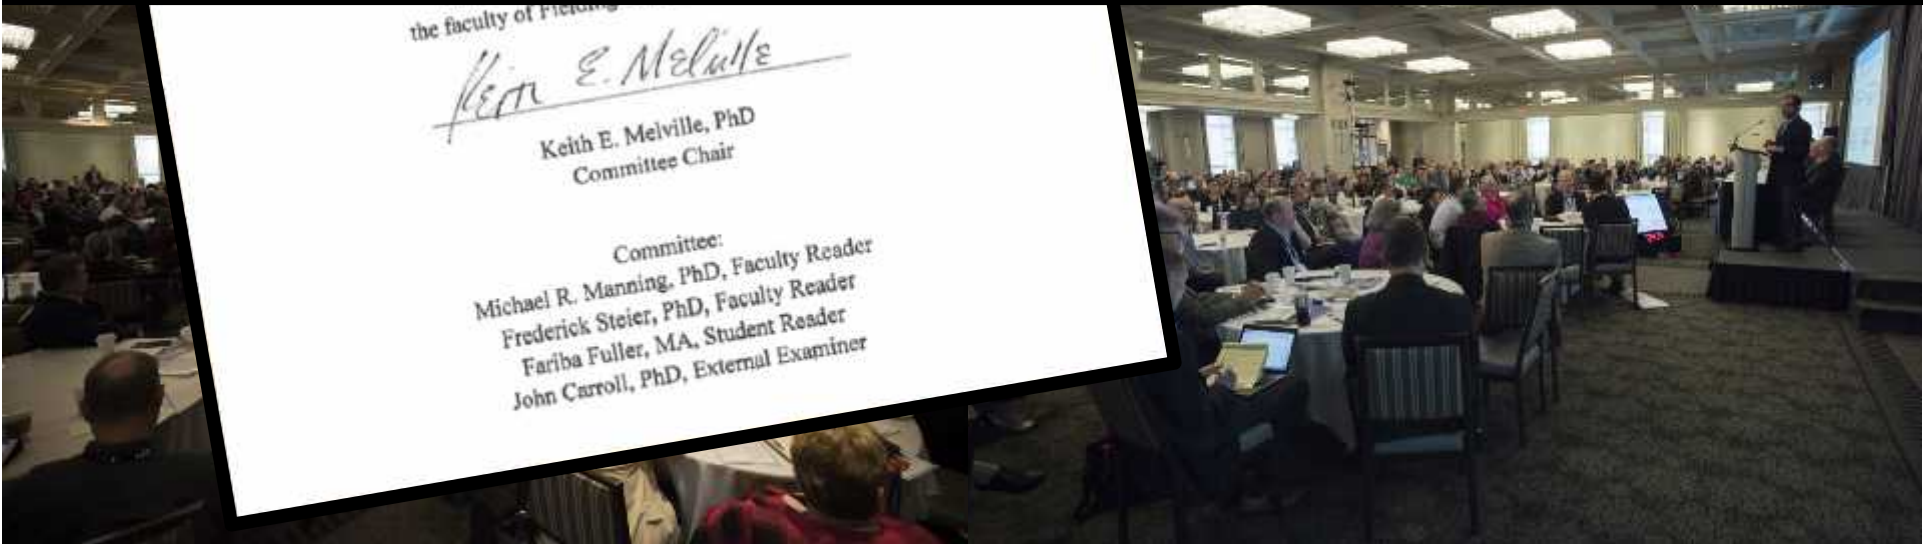 the faculty of Fielding
Keith E. Melville
Keith E. Melville, PhD
Committee Chair
Committee:
Michael R. Manning, PhD, Faculty Reader
Frederick Steier, PhD, Faculty Reader
Fariba Fuller, MA, Student Reader
John Carroll, PhD, External Examiner